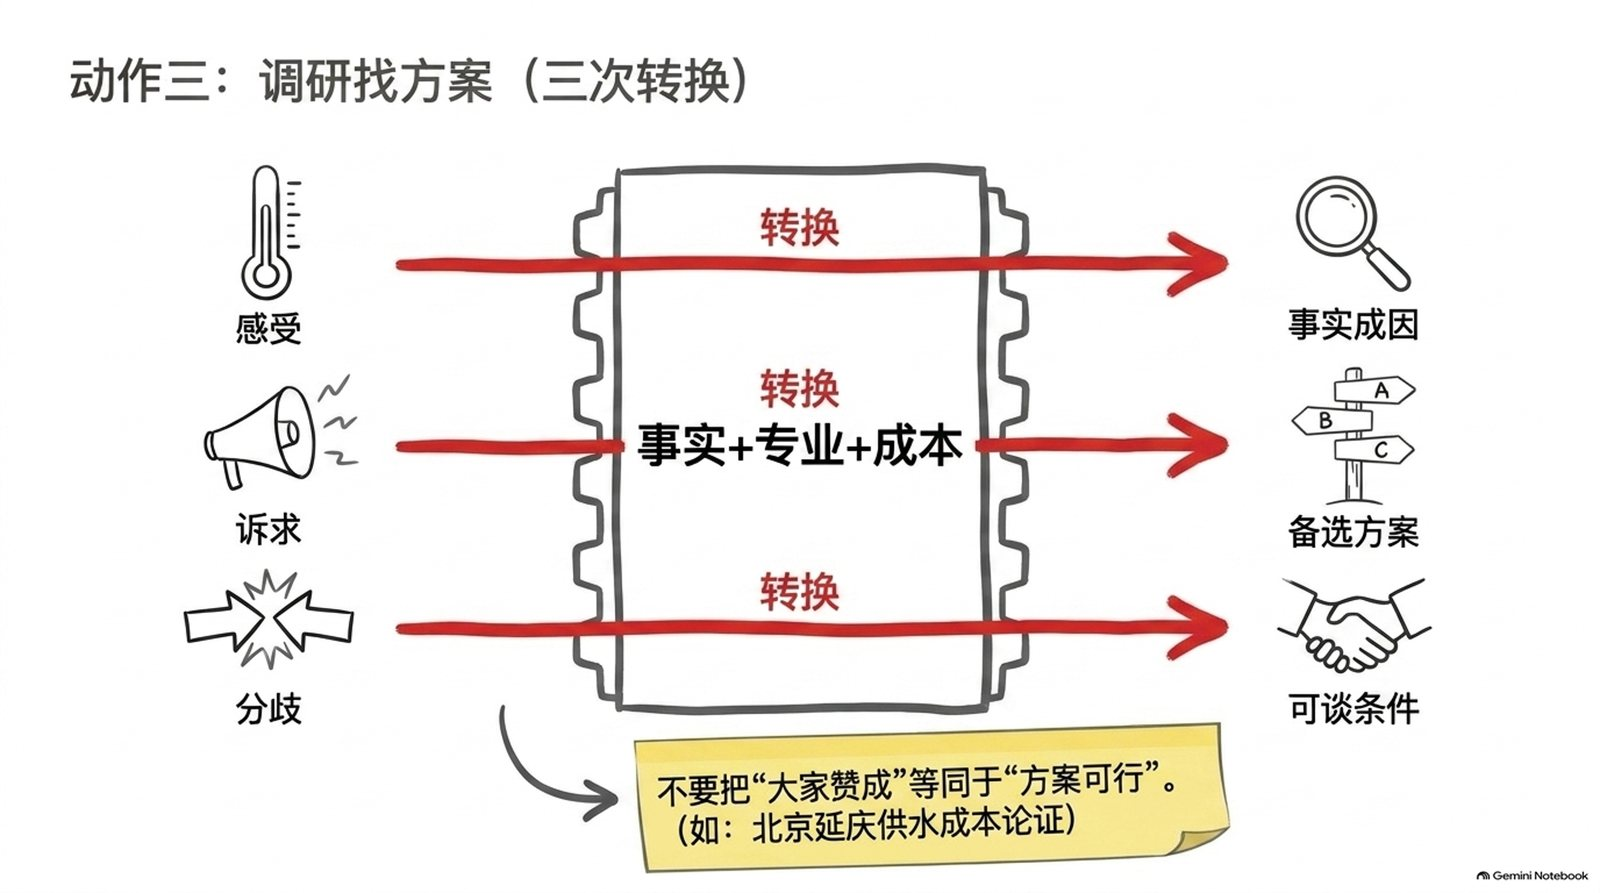 动作三：调研找方案（三次转换）
感受
转换
事实成因
诉求
转换
事实+专业+成本
A
B
C
备选方案
分歧
转换
可谈条件
不要把“大家赞成”等同于“方案可行”。
（如：北京延庆供水成本论证）
Gemini Notebook